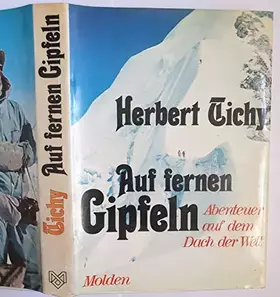 Tichy Auf fernen Gipfeln
Herbert Tichy
Auf fernen
Gipfeln
Abenteuer
auf dem
Dach der Welt
Molden